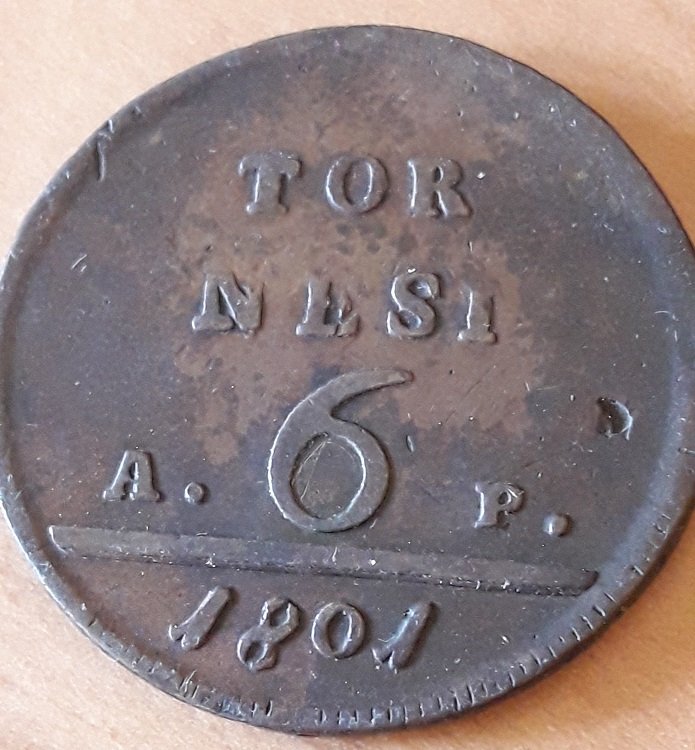 TOR
NESI
6
A. P.
1801